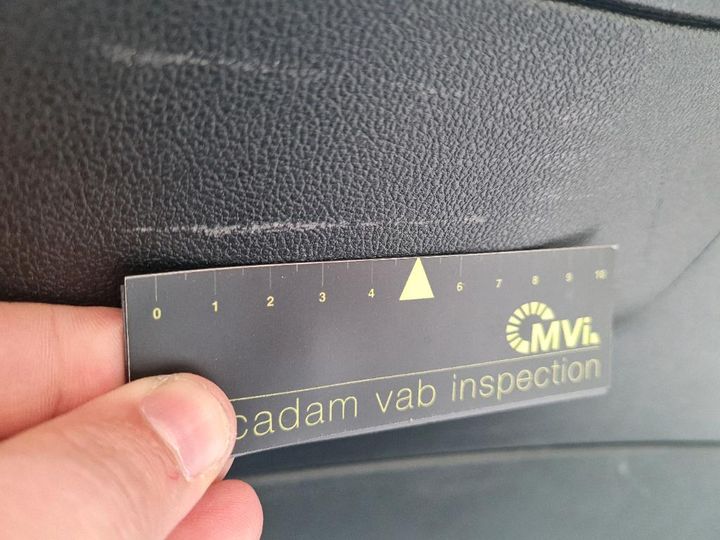 0 1 2 3 4 6 7 8 9 10
MVi
cadam vab inspection